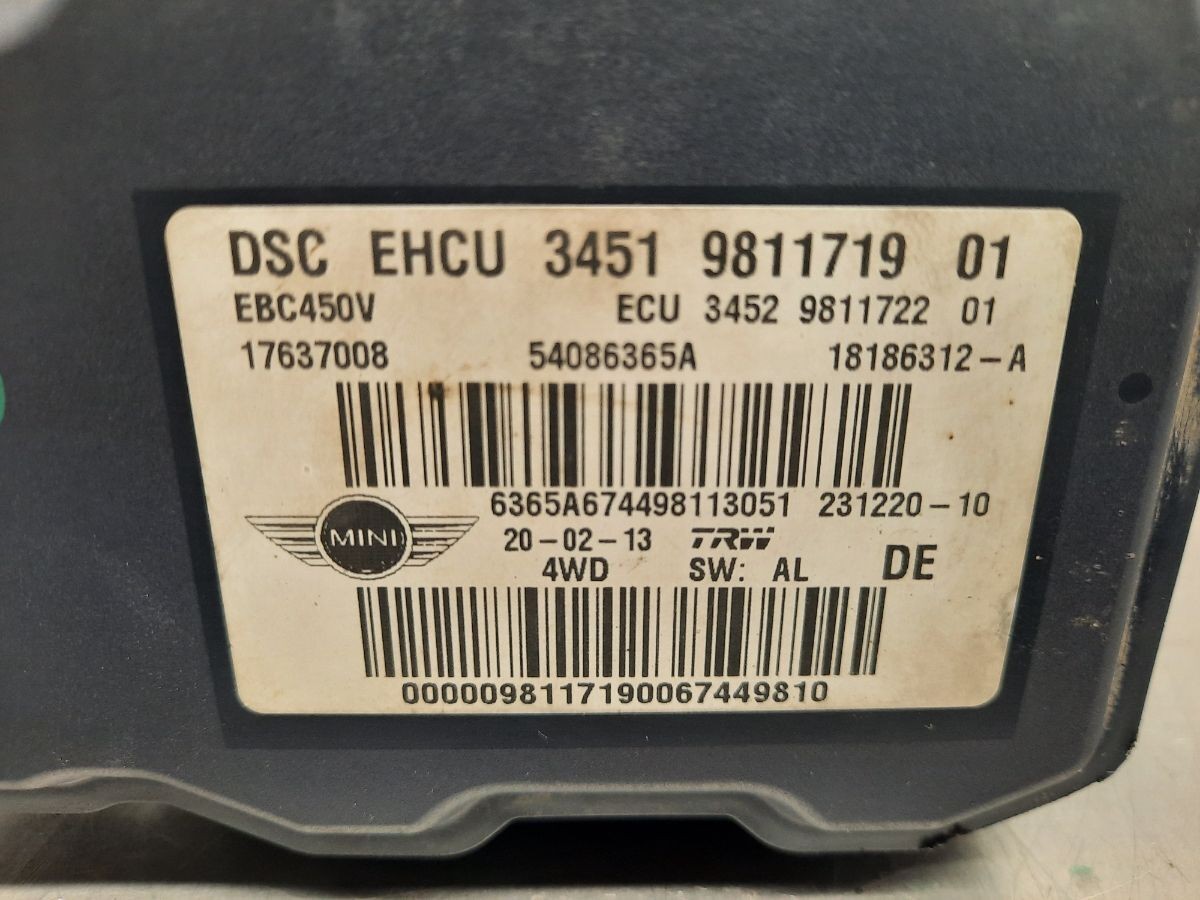 DSC EHCU 3451 9811719 01
EBC450V ECU 3452 9811722 01
17637008 54086365A 18186312-A
6365A674498113051 231220-10
MINI 20-02-13 TRW
4WD SW: AL DE
0000098117190067449810